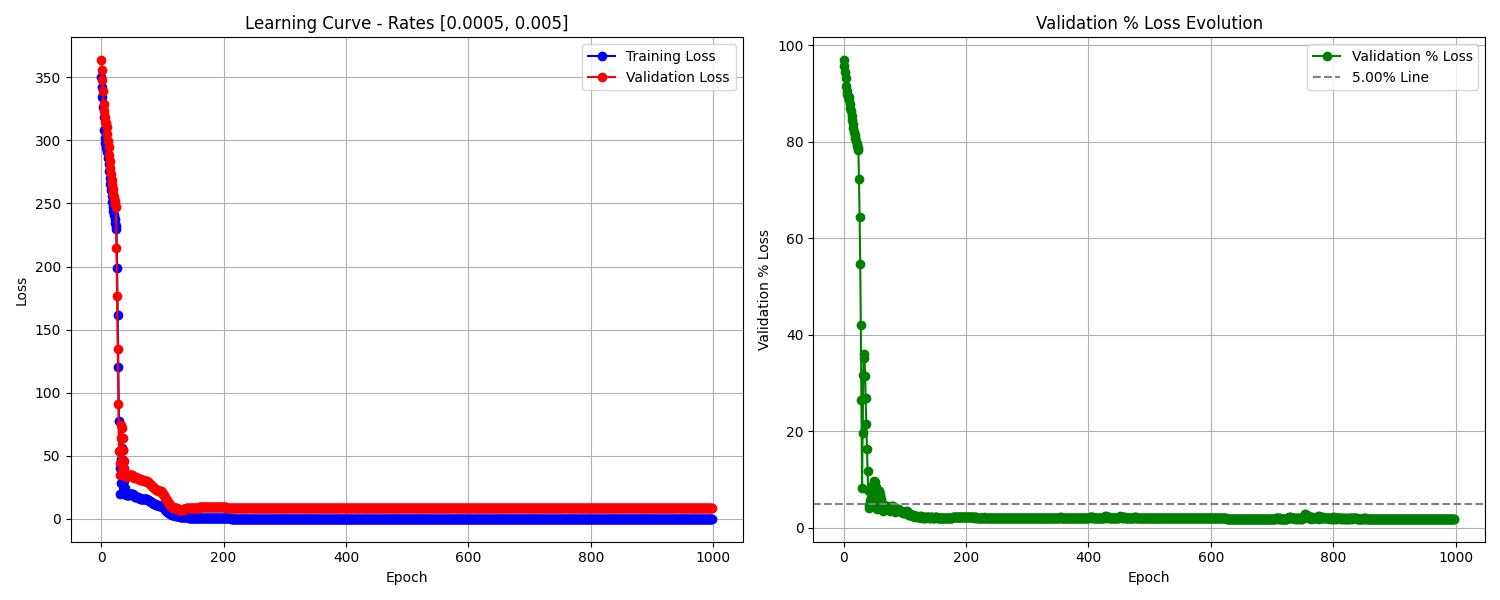 Learning Curve - Rates [0.0005, 0.005]
Loss
350
300
250
200
150
100
50
0
0 200 400 600 800 1000
Epoch
Training Loss
Validation Loss
Validation % Loss Evolution
Validation % Loss
100
80
60
40
20
0
0 200 400 600 800 1000
Epoch
Validation % Loss
5.00% Line